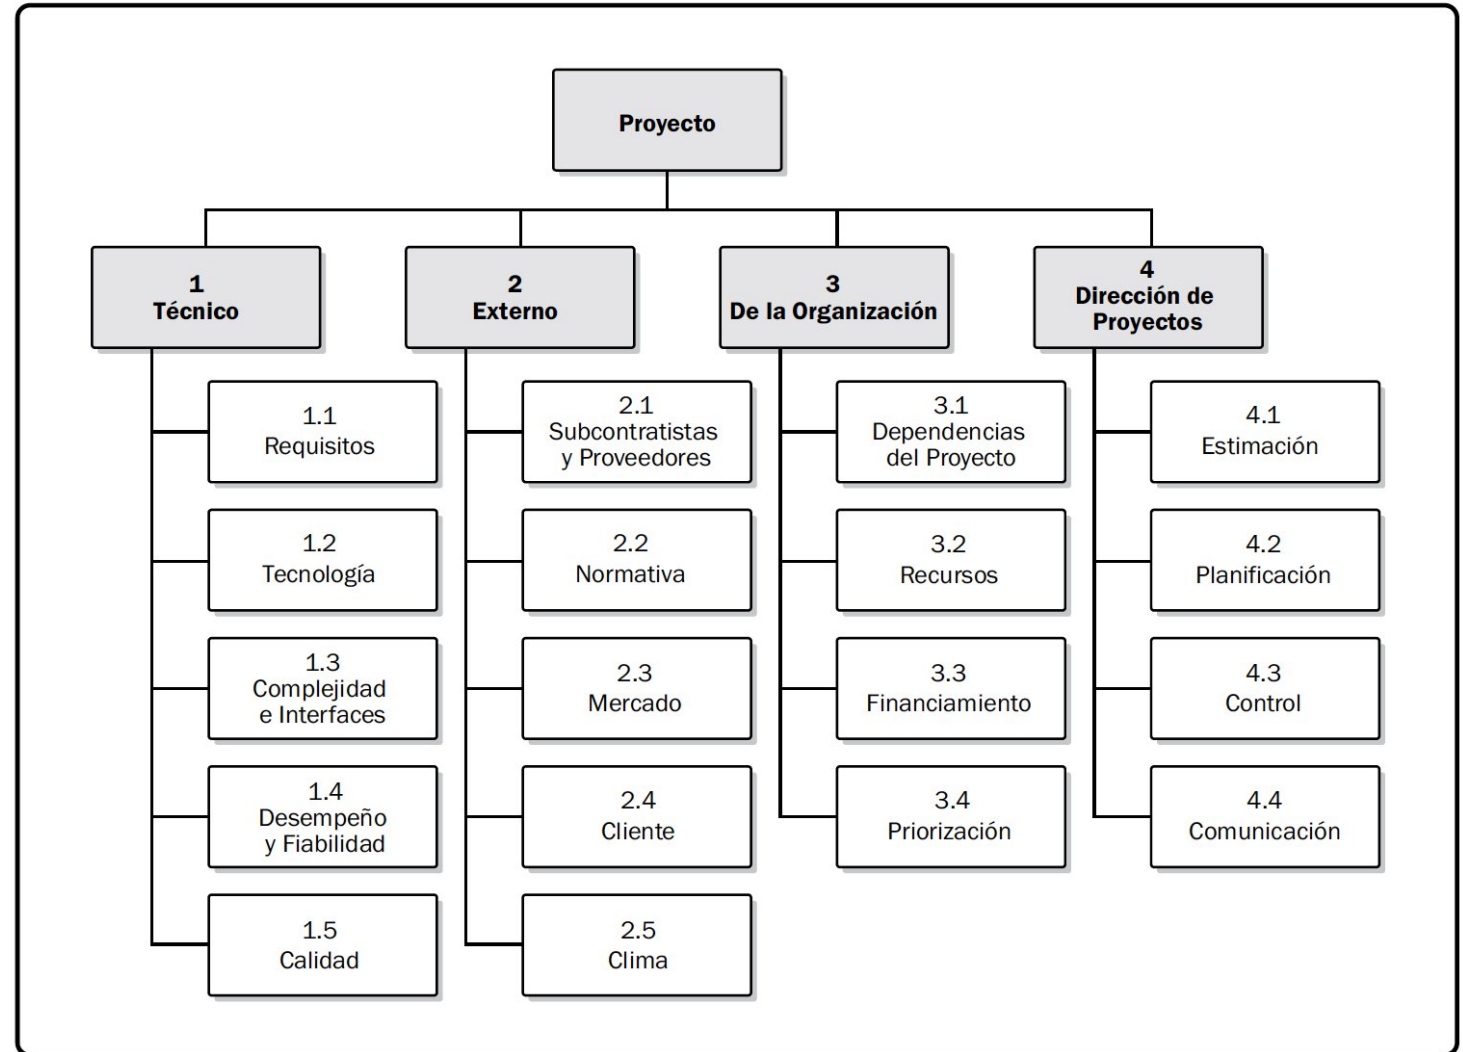 Proyecto
1
Técnico
2
Externo
3
De la Organización
4
Dirección de
Proyectos
1.1
Requisitos
1.2
Tecnología
1.3
Complejidad
e Interfaces
1.4
Desempeño
y Fiabilidad
1.5
Calidad
2.1
Subcontratistas
y Proveedores
2.2
Normativa
2.3
Mercado
2.4
Cliente
2.5
Clima
3.1
Dependencias
del Proyecto
3.2
Recursos
3.3
Financiamiento
3.4
Priorización
4.1
Estimación
4.2
Planificación
4.3
Control
4.4
Comunicación